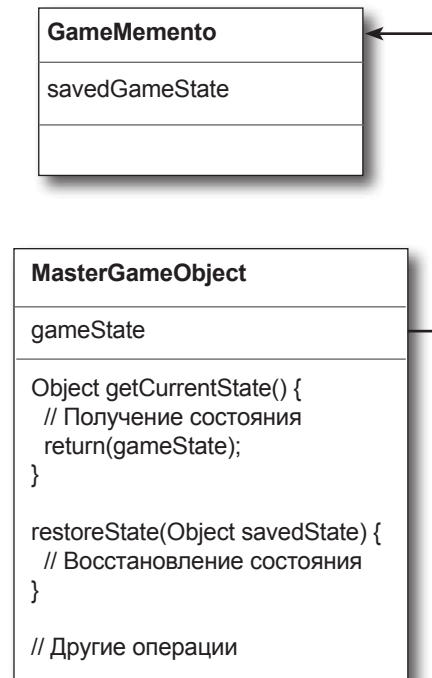 GameMemento
savedGameState
MasterGameObject
gameState
Object getCurrentState() {
// Получение состояния
return(gameState);
}
restoreState(Object savedState) {
// Восстановление состояния
}
// Другие операции